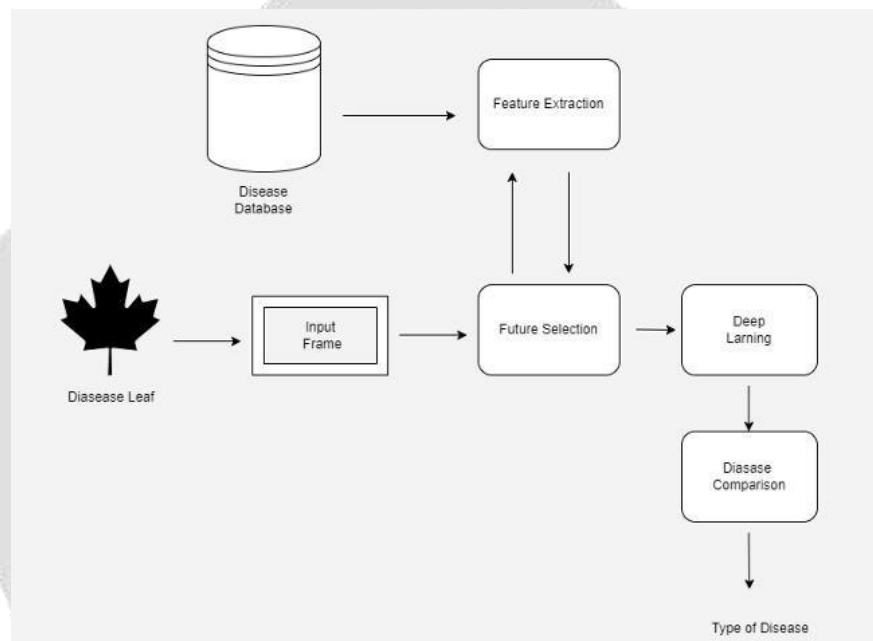 Feature Extraction
Disease
Database
Input
Frame
Future Selection
Deep
Larning
Diasease Leaf
Diasase
Comparison
Type of Disease